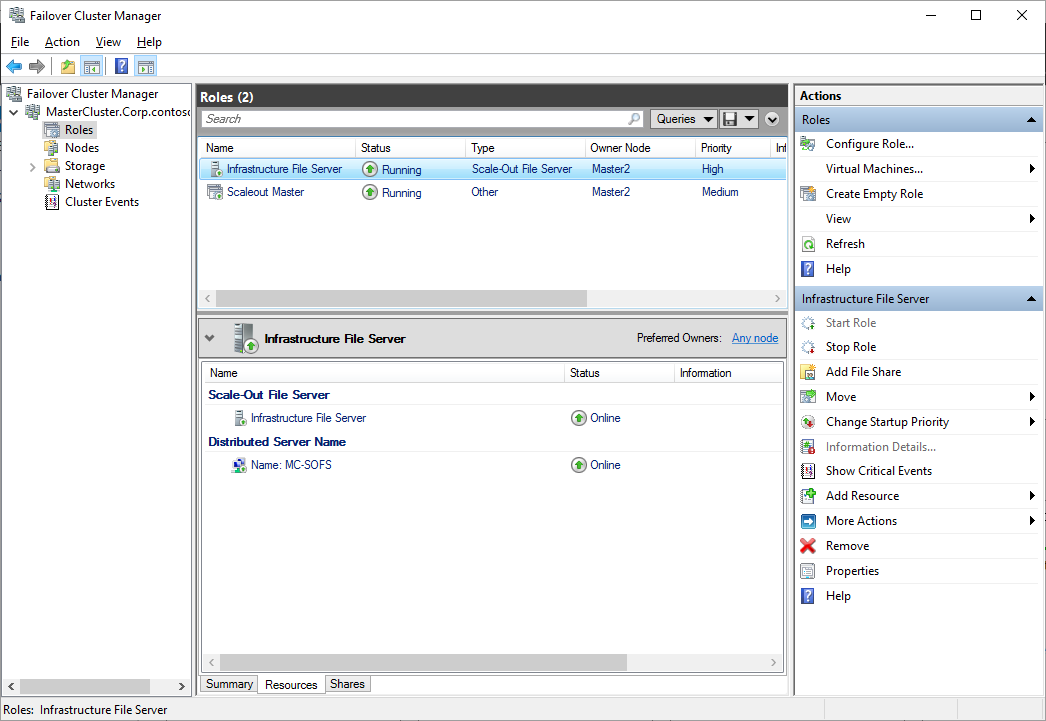 Failover Cluster Manager
File Action View Help
Failover Cluster Manager
MasterCluster.Corp.contoso
Roles
Nodes
Storage
Networks
Cluster Events
Roles (2)
Search
Queries
Name Status Type Owner Node Priority Inf
Infrastructure File Server Running Scale-Out File Server Master2 High
Scaleout Master Running Other Master2 Medium
Infrastructure File Server Preferred Owners: Any node
Name Status Information
Scale-Out File Server
Infrastructure File Server Online
Distributed Server Name
Name: MC-SOFS Online
Summary Resources Shares
Actions
Roles
Configure Role...
Virtual Machines...
Create Empty Role
View
Refresh
Help
Infrastructure File Server
Start Role
Stop Role
Add File Share
Move
Change Startup Priority
Information Details...
Show Critical Events
Add Resource
More Actions
Remove
Properties
Help
Roles: Infrastructure File Server